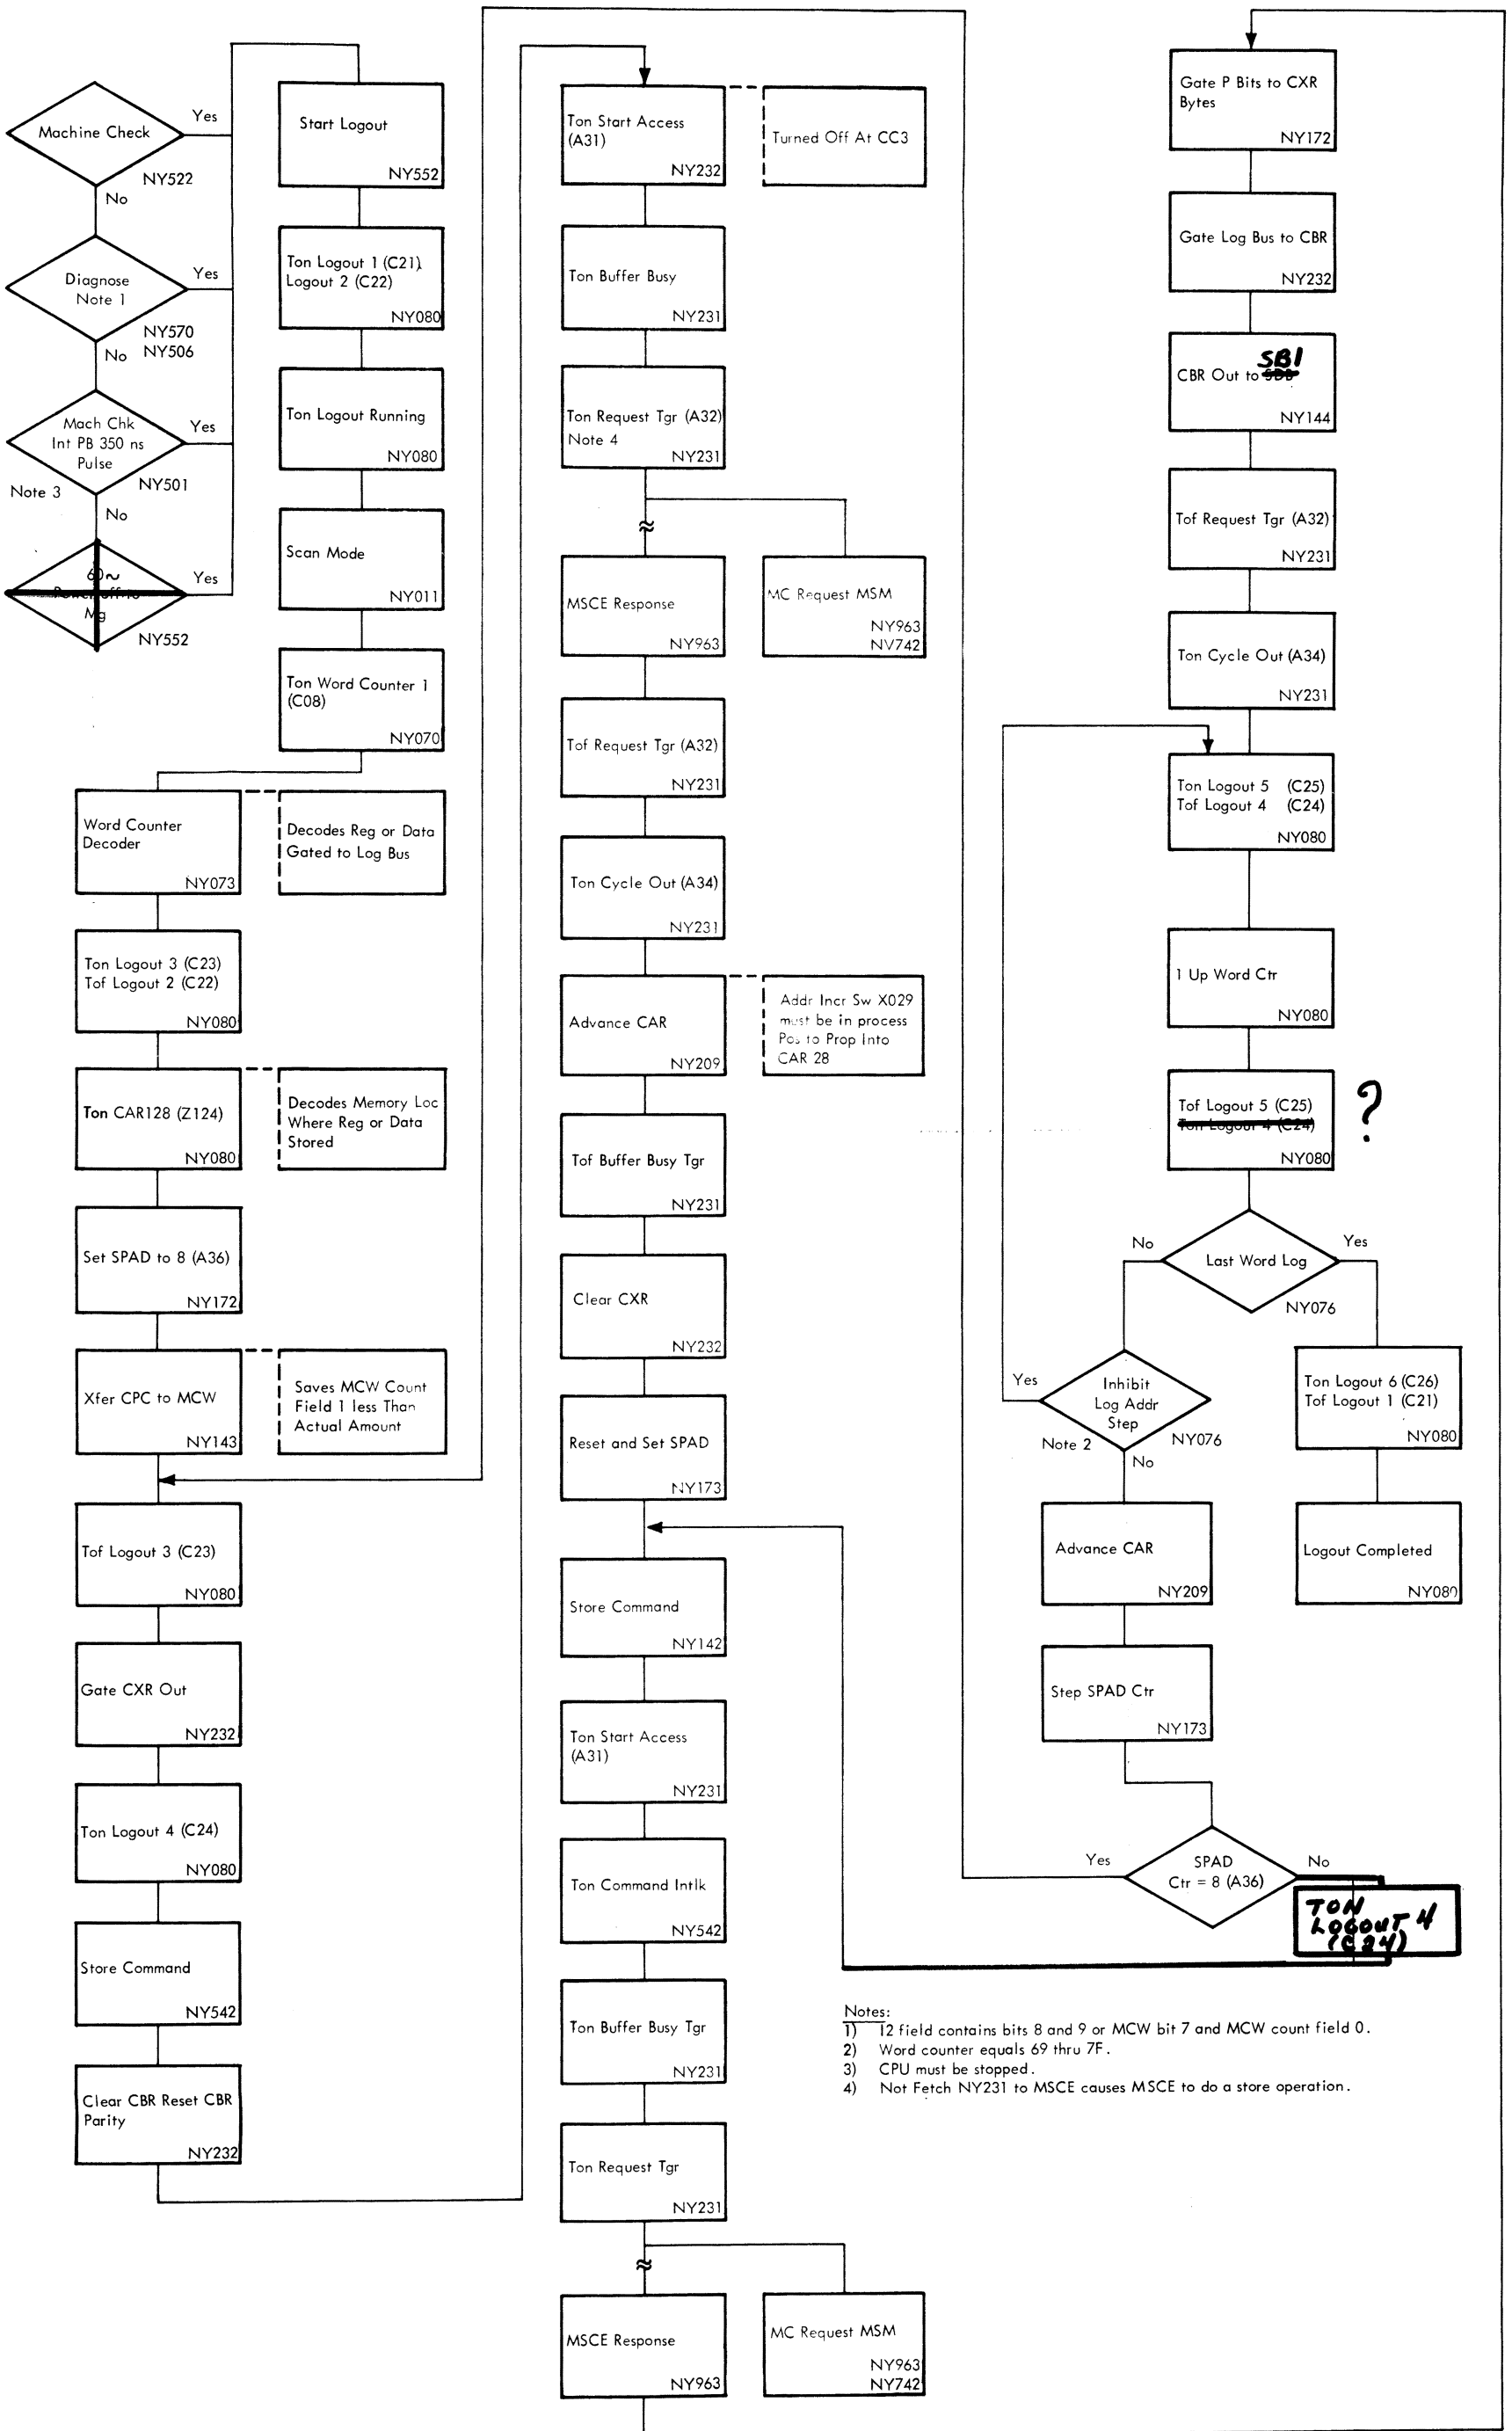 Machine Check
Yes
NY522
No
Diagnose
Note 1
Yes
NY570
NY506
No
Mach Chk
Int PB 350 ns
Pulse
Yes
NY501
Note 3
No
60~
Power off to
Mg
Yes
NY552
Start Logout
NY552
Ton Logout 1 (C21)
Logout 2 (C22)
NY080
Ton Logout Running
NY080
Scan Mode
NY011
Ton Word Counter 1
(C08)
NY070
Word Counter
Decoder
NY073
Decodes Reg or Data
Gated to Log Bus
Ton Logout 3 (C23)
Tof Logout 2 (C22)
NY080
Ton CAR128 (Z124)
NY080
Decodes Memory Loc
Where Reg or Data
Stored
Set SPAD to 8 (A36)
NY172
Xfer CPC to MCW
NY143
Saves MCW Count
Field 1 less Than
Actual Amount
Tof Logout 3 (C23)
NY080
Gate CXR Out
NY232
Ton Logout 4 (C24)
NY080
Store Command
NY542
Clear CBR Reset CBR
Parity
NY232
Ton Start Access
(A31)
NY232
Turned Off At CC3
Ton Buffer Busy
NY231
Ton Request Tgr (A32)
Note 4
NY231
MSCE Response
NY963
MC Request MSM
NY963
NV742
Tof Request Tgr (A32)
NY231
Ton Cycle Out (A34)
NY231
Advance CAR
NY209
Addr Incr Sw X029
must be in process
Pos to Prop Into
CAR 28
Tof Buffer Busy Tgr
NY231
Clear CXR
NY232
Reset and Set SPAD
NY173
Store Command
NY142
Ton Start Access
(A31)
NY231
Ton Command Intlk
NY542
Ton Buffer Busy Tgr
NY231
Ton Request Tgr
NY231
MSCE Response
NY963
MC Request MSM
NY963
NY742
Gate P Bits to CXR
Bytes
NY172
Gate Log Bus to CBR
NY232
SBI
CBR Out to SDB
NY144
Tof Request Tgr (A32)
NY231
Ton Cycle Out (A34)
NY231
Ton Logout 5 (C25)
Tof Logout 4 (C24)
NY080
1 Up Word Ctr
NY080
Tof Logout 5 (C25)
Ton Logout 4 (C24)
NY080
?
No
Last Word Log
Yes
NY076
Yes
Inhibit
Log Addr
Step
Note 2
NY076
No
Ton Logout 6 (C26)
Tof Logout 1 (C21)
NY080
Advance CAR
NY209
Logout Completed
NY080
Step SPAD Ctr
NY173
Yes
SPAD
Ctr = 8 (A36)
No
TON
LOGOUT 4
(C24)
Notes:
1) I2 field contains bits 8 and 9 or MCW bit 7 and MCW count field 0.
2) Word counter equals 69 thru 7F.
3) CPU must be stopped.
4) Not Fetch NY231 to MSCE causes MSCE to do a store operation.